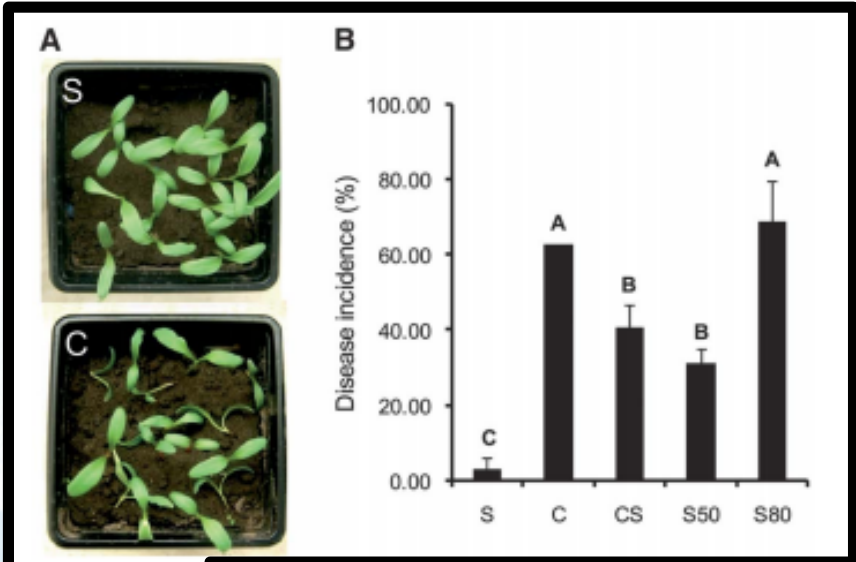 A
S
C
B
Disease incidence (%)
100.00
80.00
60.00
40.00
20.00
0.00
C
A
B
B
A
S
C
CS
S50
S80